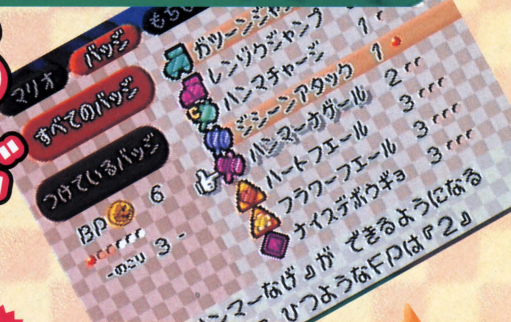 マリオ
バッジ
もちも
すべてのバッジ
つけているバッジ
BP 6
-のこり 3-
ガツーンジャンプ
レンゾクジャンプ 1
ハンマチャージ 1
ジシーンアタック 1
ハンマーナゲール 2
ハートフエール 3
フラワーフエール 3
ナイスデボウギョ 3
ンマーなげ』が できるようになる
ひつようなFPは『2』